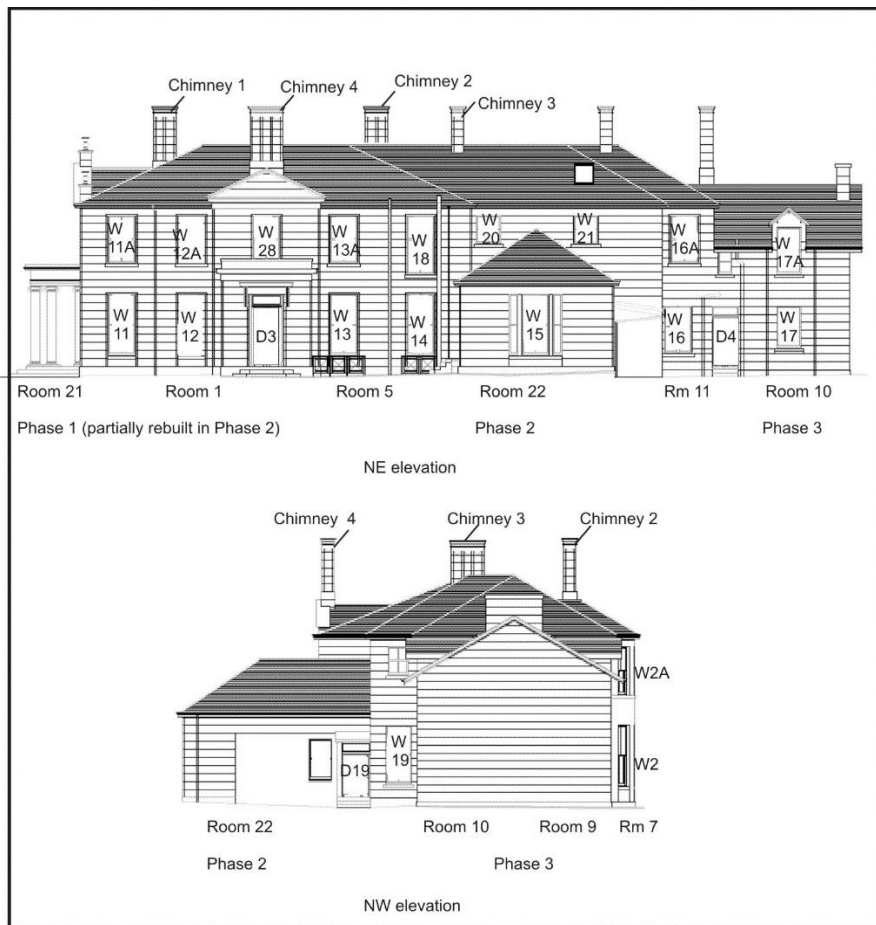 Chimney 1
Chimney 4
Chimney 2
Chimney 3
W 11A
W 12A
W 28
W 13A
W 18
W 20
W 21
W 16A
W 17A
W 11
W 12
D3
W 13
W 14
W 15
W 16
D4
W 17
Room 21 Room 1 Room 5 Room 22 Rm 11 Room 10
Phase 1 (partially rebuilt in Phase 2) Phase 2 Phase 3
NE elevation
Chimney 4
Chimney 3
Chimney 2
W2A
W 19
D19
W2
Room 22 Room 10 Room 9 Rm 7
Phase 2 Phase 3
NW elevation